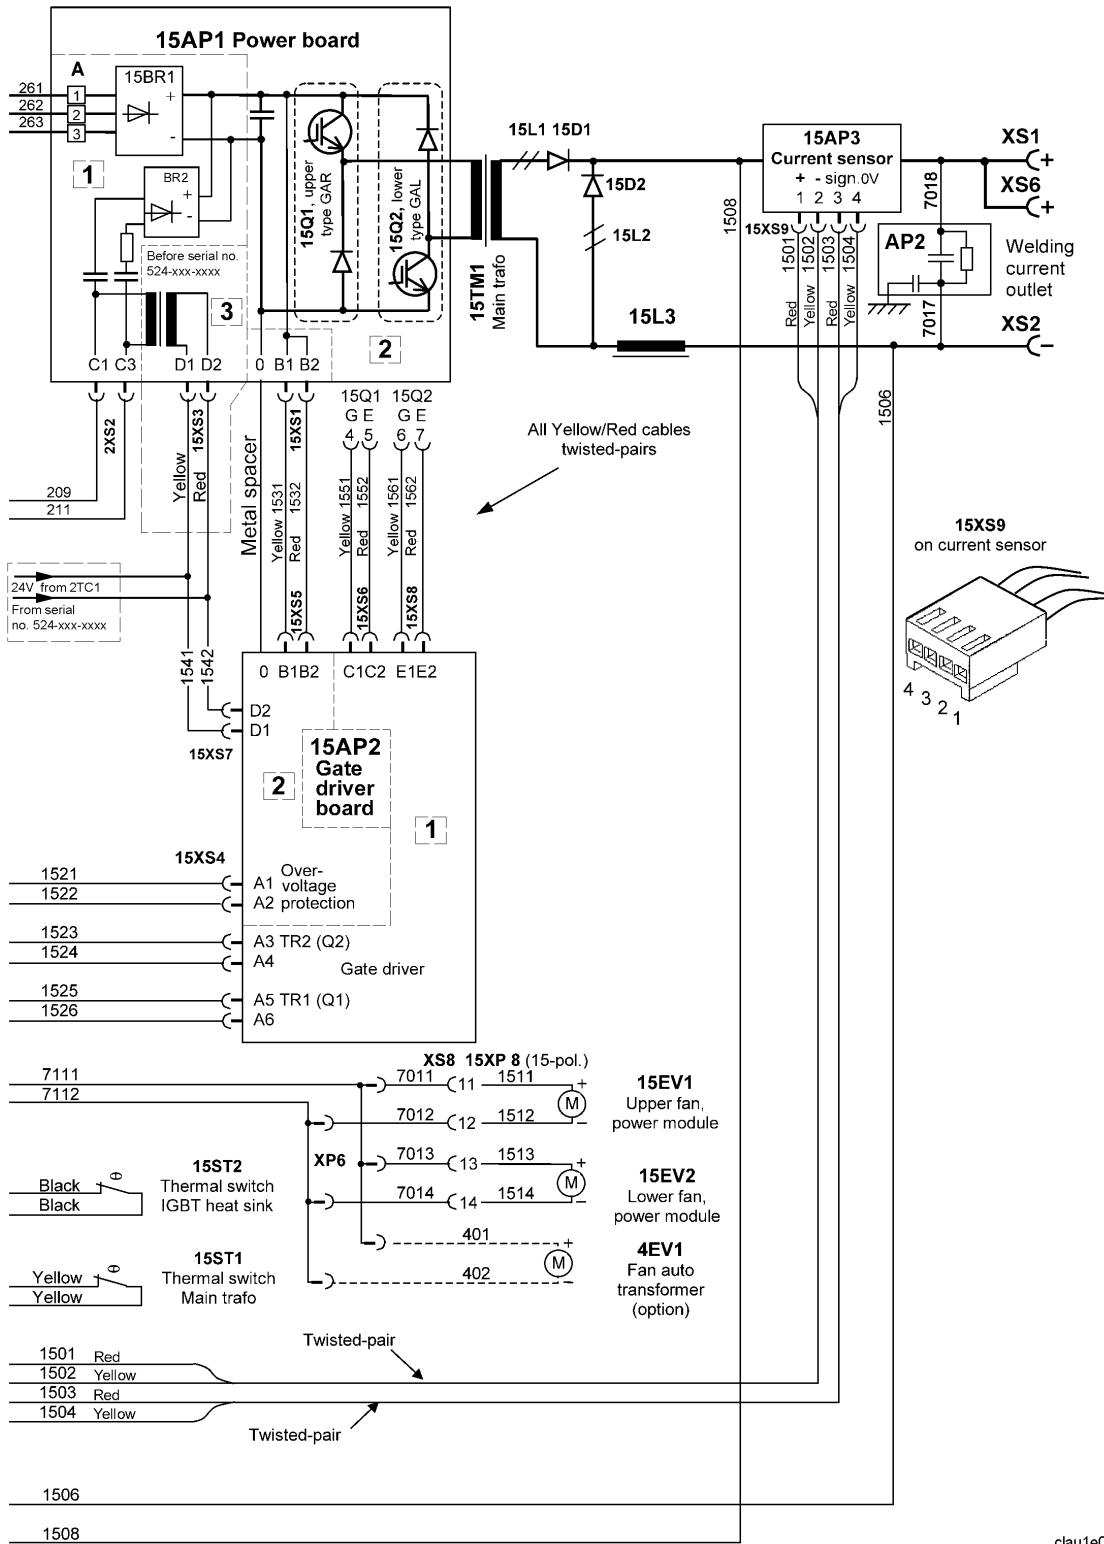 15AP1 Power board
A
15BR1
261
262
263
1
2
3
+
-
1
BR2
+
-
Before serial no.
524-xxx-xxxx
3
15Q1, upper
type GAR
15Q2, lower
type GAL
2
C1 C3 D1 D2 0 B1 B2
15TM1
Main trafo
15L1 15D1
15D2
15L2
15L3
15AP3
Current sensor
+ - sign.0V
1 2 3 4
15XS9
1501
1502
1503
1504
Red
Yellow
Red
Yellow
1508
1506
7018
AP2
7017
XS1
+
XS6
+
Welding
current
outlet
XS2
-
2XS2
15XS3
Yellow
Red
209
211
Metal spacer
15XS1
Yellow 1531
Red 1532
15XS5
15Q1 15Q2
G E G E
4 5 6 7
Yellow 1551
Red 1552
15XS6
Yellow 1561
Red 1562
15XS8
All Yellow/Red cables
twisted-pairs
15XS9
on current sensor
4 3 2 1
24V from 2TC1
From serial
no. 524-xxx-xxxx
1541
1542
0 B1B2 C1C2 E1E2
D2
D1
15XS7
15AP2
Gate
driver
board
2
1
15XS4
1521
1522
A1
A2
Over-
voltage
protection
1523
1524
A3 TR2 (Q2)
A4
Gate driver
1525
1526
A5 TR1 (Q1)
A6
XS8 15XP 8 (15-pol.)
7111
7112
7011 11 1511
+
M
-
7012 12 1512
15EV1
Upper fan,
power module
XP6
7013 13 1513
+
M
-
7014 14 1514
15EV2
Lower fan,
power module
401
+
M
-
402
4EV1
Fan auto
transformer
(option)
Black
Black
θ
15ST2
Thermal switch
IGBT heat sink
Yellow
Yellow
θ
15ST1
Thermal switch
Main trafo
Twisted-pair
1501 Red
1502 Yellow
1503 Red
1504 Yellow
Twisted-pair
1506
1508